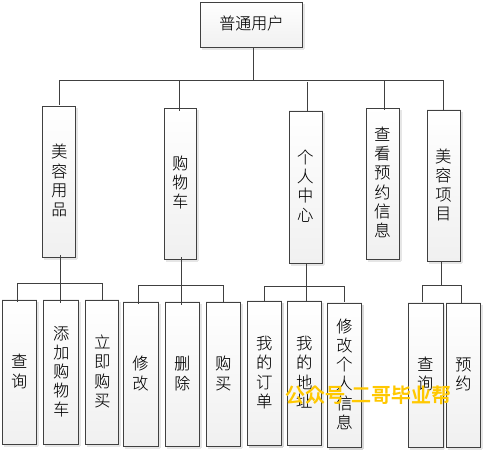 普通用户
美容用品
购物车
个人中心
查看预约信息
美容项目
查询
添加购物车
立即购买
修改
删除
购买
我的订单
我的地址
修改个人信息
查询
预约
公众号 二哥毕业帮